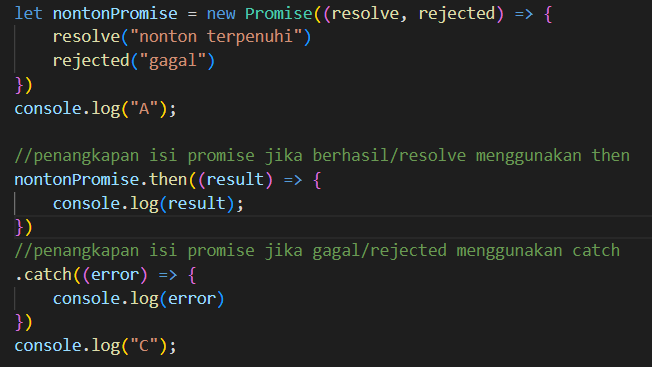 let nontonPromise = new Promise((resolve, rejected) => {
    resolve("nonton terpenuhi")
    rejected("gagal")
})
console.log("A");

//penangkapan isi promise jika berhasil/resolve menggunakan then
nontonPromise.then((result) => {
    console.log(result);
})
//penangkapan isi promise jika gagal/rejected menggunakan catch
.catch((error) => {
    console.log(error)
})
console.log("C");